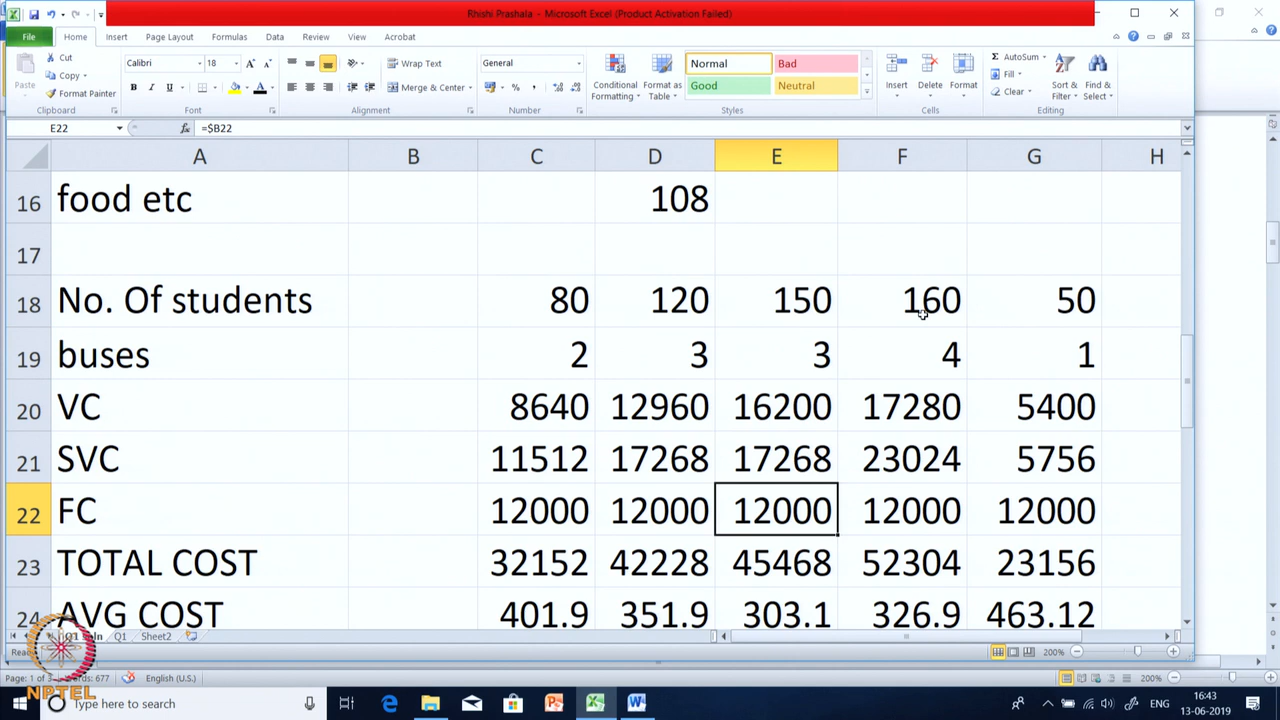 Rhishi Prashala - Microsoft Excel (Product Activation Failed)
File Home Insert Page Layout Formulas Data Review View Acrobat
Paste
Cut
Copy
Format Painter
Clipboard
Calibri 18
B I U
Font
Wrap Text
Merge & Center
Alignment
General
Number
Conditional Formatting
Format as Table
Normal Bad
Good Neutral
Styles
Insert Delete Format
Cells
AutoSum
Fill
Clear
Sort & Filter
Find & Select
Editing
E22 fx =$B22
A B C D E F G H
16 food etc 108
17
18 No. Of students 80 120 150 160 50
19 buses 2 3 3 4 1
20 VC 8640 12960 16200 17280 5400
21 SVC 11512 17268 17268 23024 5756
22 FC 12000 12000 12000 12000 12000
23 TOTAL COST 32152 42228 45468 52304 23156
24 AVG COST 401.9 351.9 303.1 326.9 463.12
Q1 Sheet2
200%
Page: 1 of 3 Words: 677 English (U.S.) 200%
NPTEL
Type here to search
ENG
16:43
13-06-2019